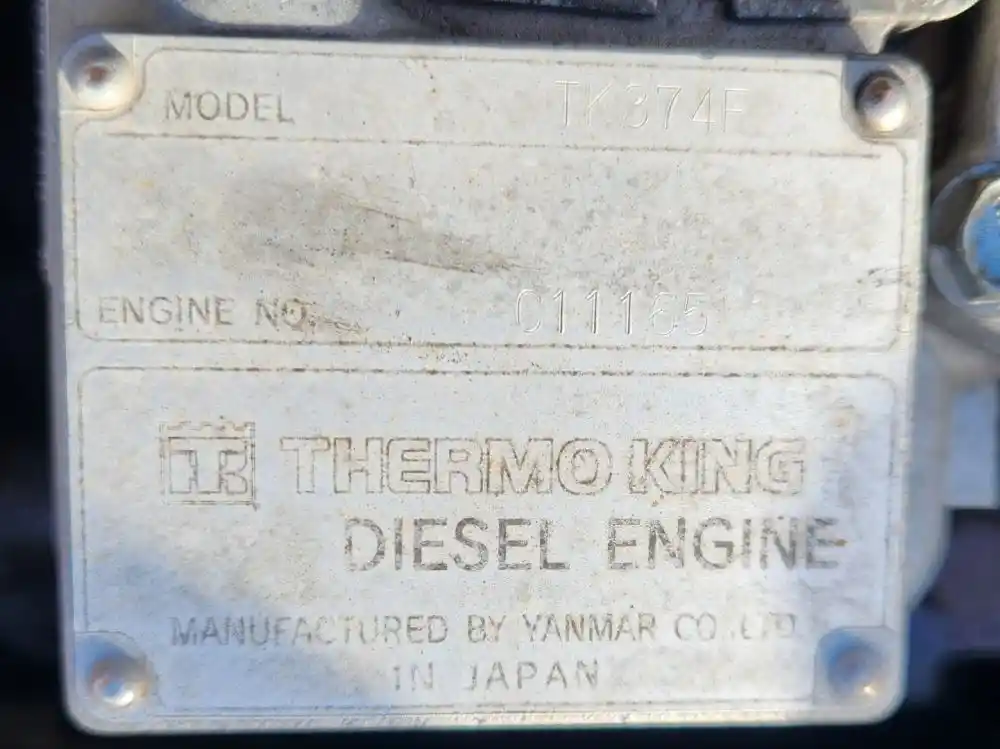 MODEL TK374F
ENGINE NO. C11165
TK THERMO KING
DIESEL ENGINE
MANUFACTURED BY YANMAR CO.,LTD.
IN JAPAN